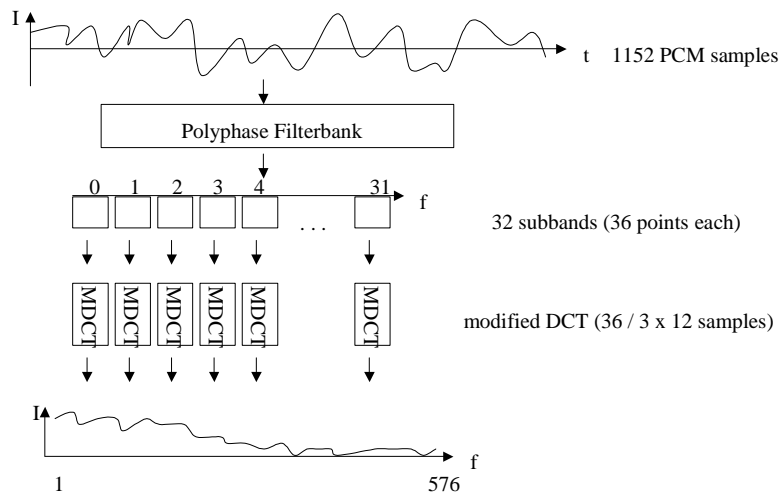 I
t 1152 PCM samples
Polyphase Filterbank
0 1 2 3 4 31
f
. . .
32 subbands (36 points each)
MDCT MDCT MDCT MDCT MDCT MDCT
modified DCT (36 / 3 x 12 samples)
I
f
1 576